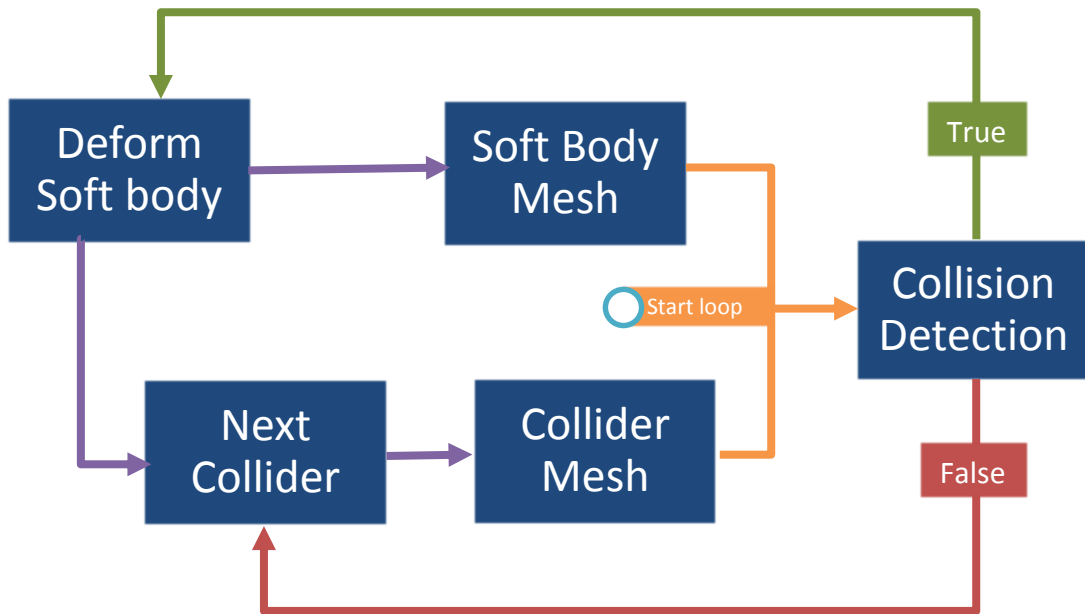 Deform
Soft body
Soft Body
Mesh
True
Start loop
Collision
Detection
Next
Collider
Collider
Mesh
False